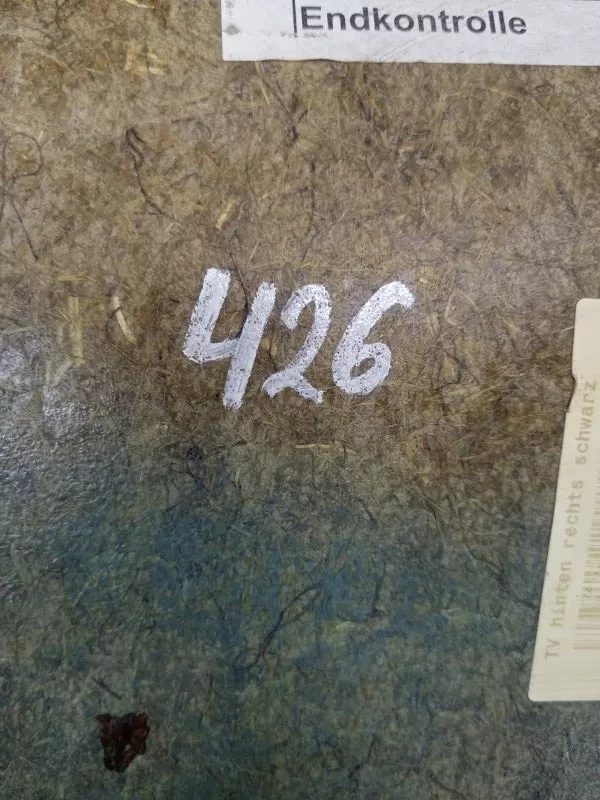 Endkontrolle
426
TV hinten rechts schwarz